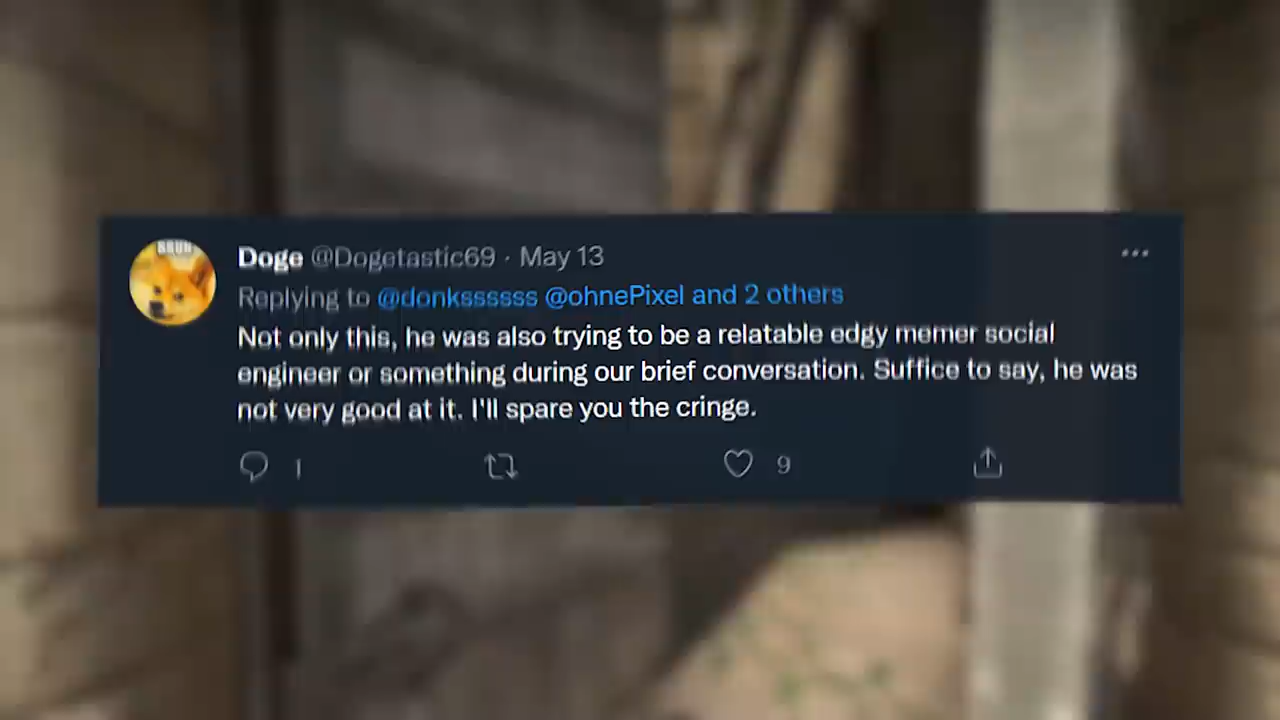 BRUH
Doge @Dogetastic69 · May 13
Replying to @donkssssss @ohnePixel and 2 others
Not only this, he was also trying to be a relatable edgy memer social
engineer or something during our brief conversation. Suffice to say, he was
not very good at it. I'll spare you the cringe.
1 9